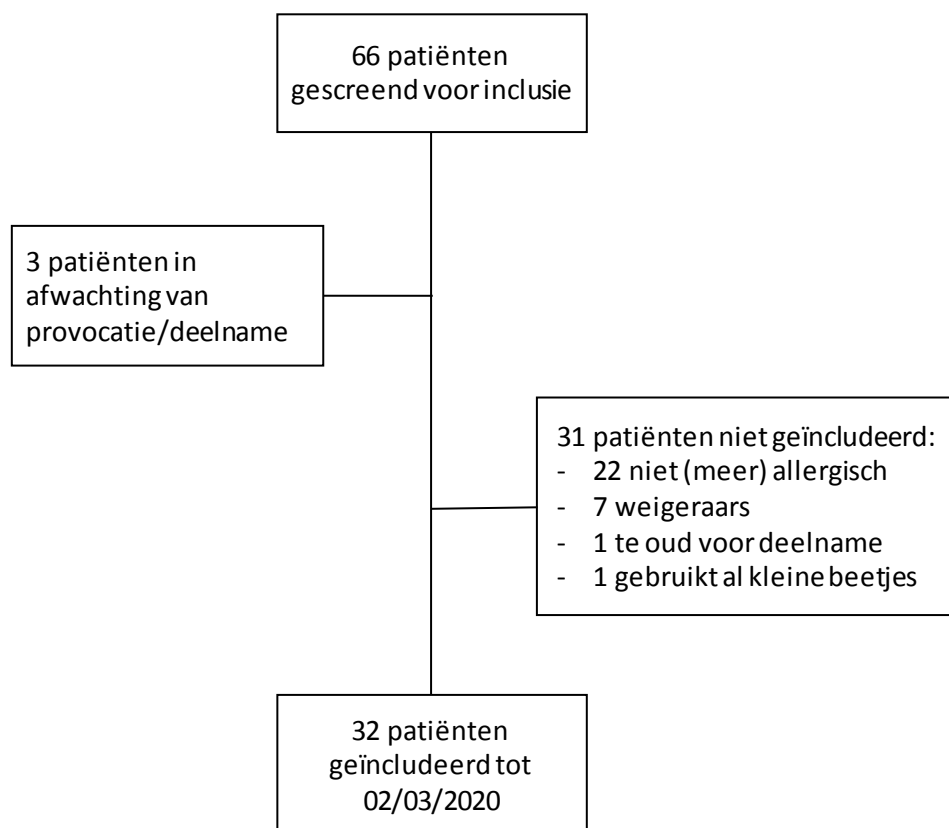 66 patiënten
gescreend voor inclusie
3 patiënten in
afwachting van
provocatie/deelname
31 patiënten niet geïncludeerd:
- 22 niet (meer) allergisch
- 7 weigeraars
- 1 te oud voor deelname
- 1 gebruikt al kleine beetjes
32 patiënten
geïncludeerd tot
02/03/2020